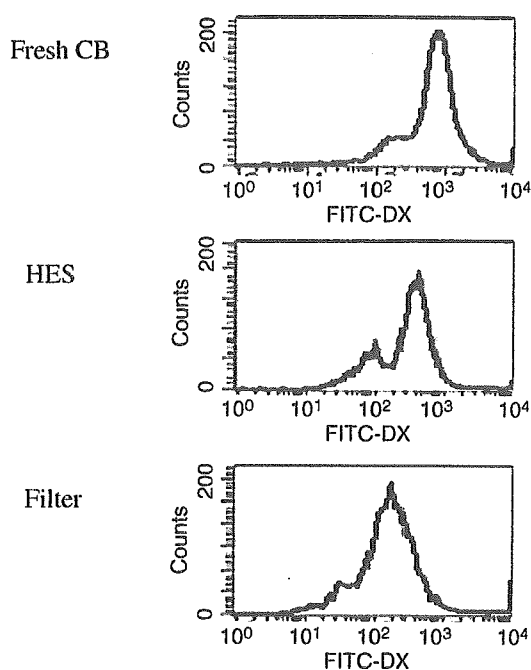 Fresh CB
200
Counts
0
10⁰ 10¹ 10² 10³ 10⁴
FITC-DX
HES
200
Counts
0
10⁰ 10¹ 10² 10³ 10⁴
FITC-DX
Filter
200
Counts
0
10⁰ 10¹ 10² 10³ 10⁴
FITC-DX